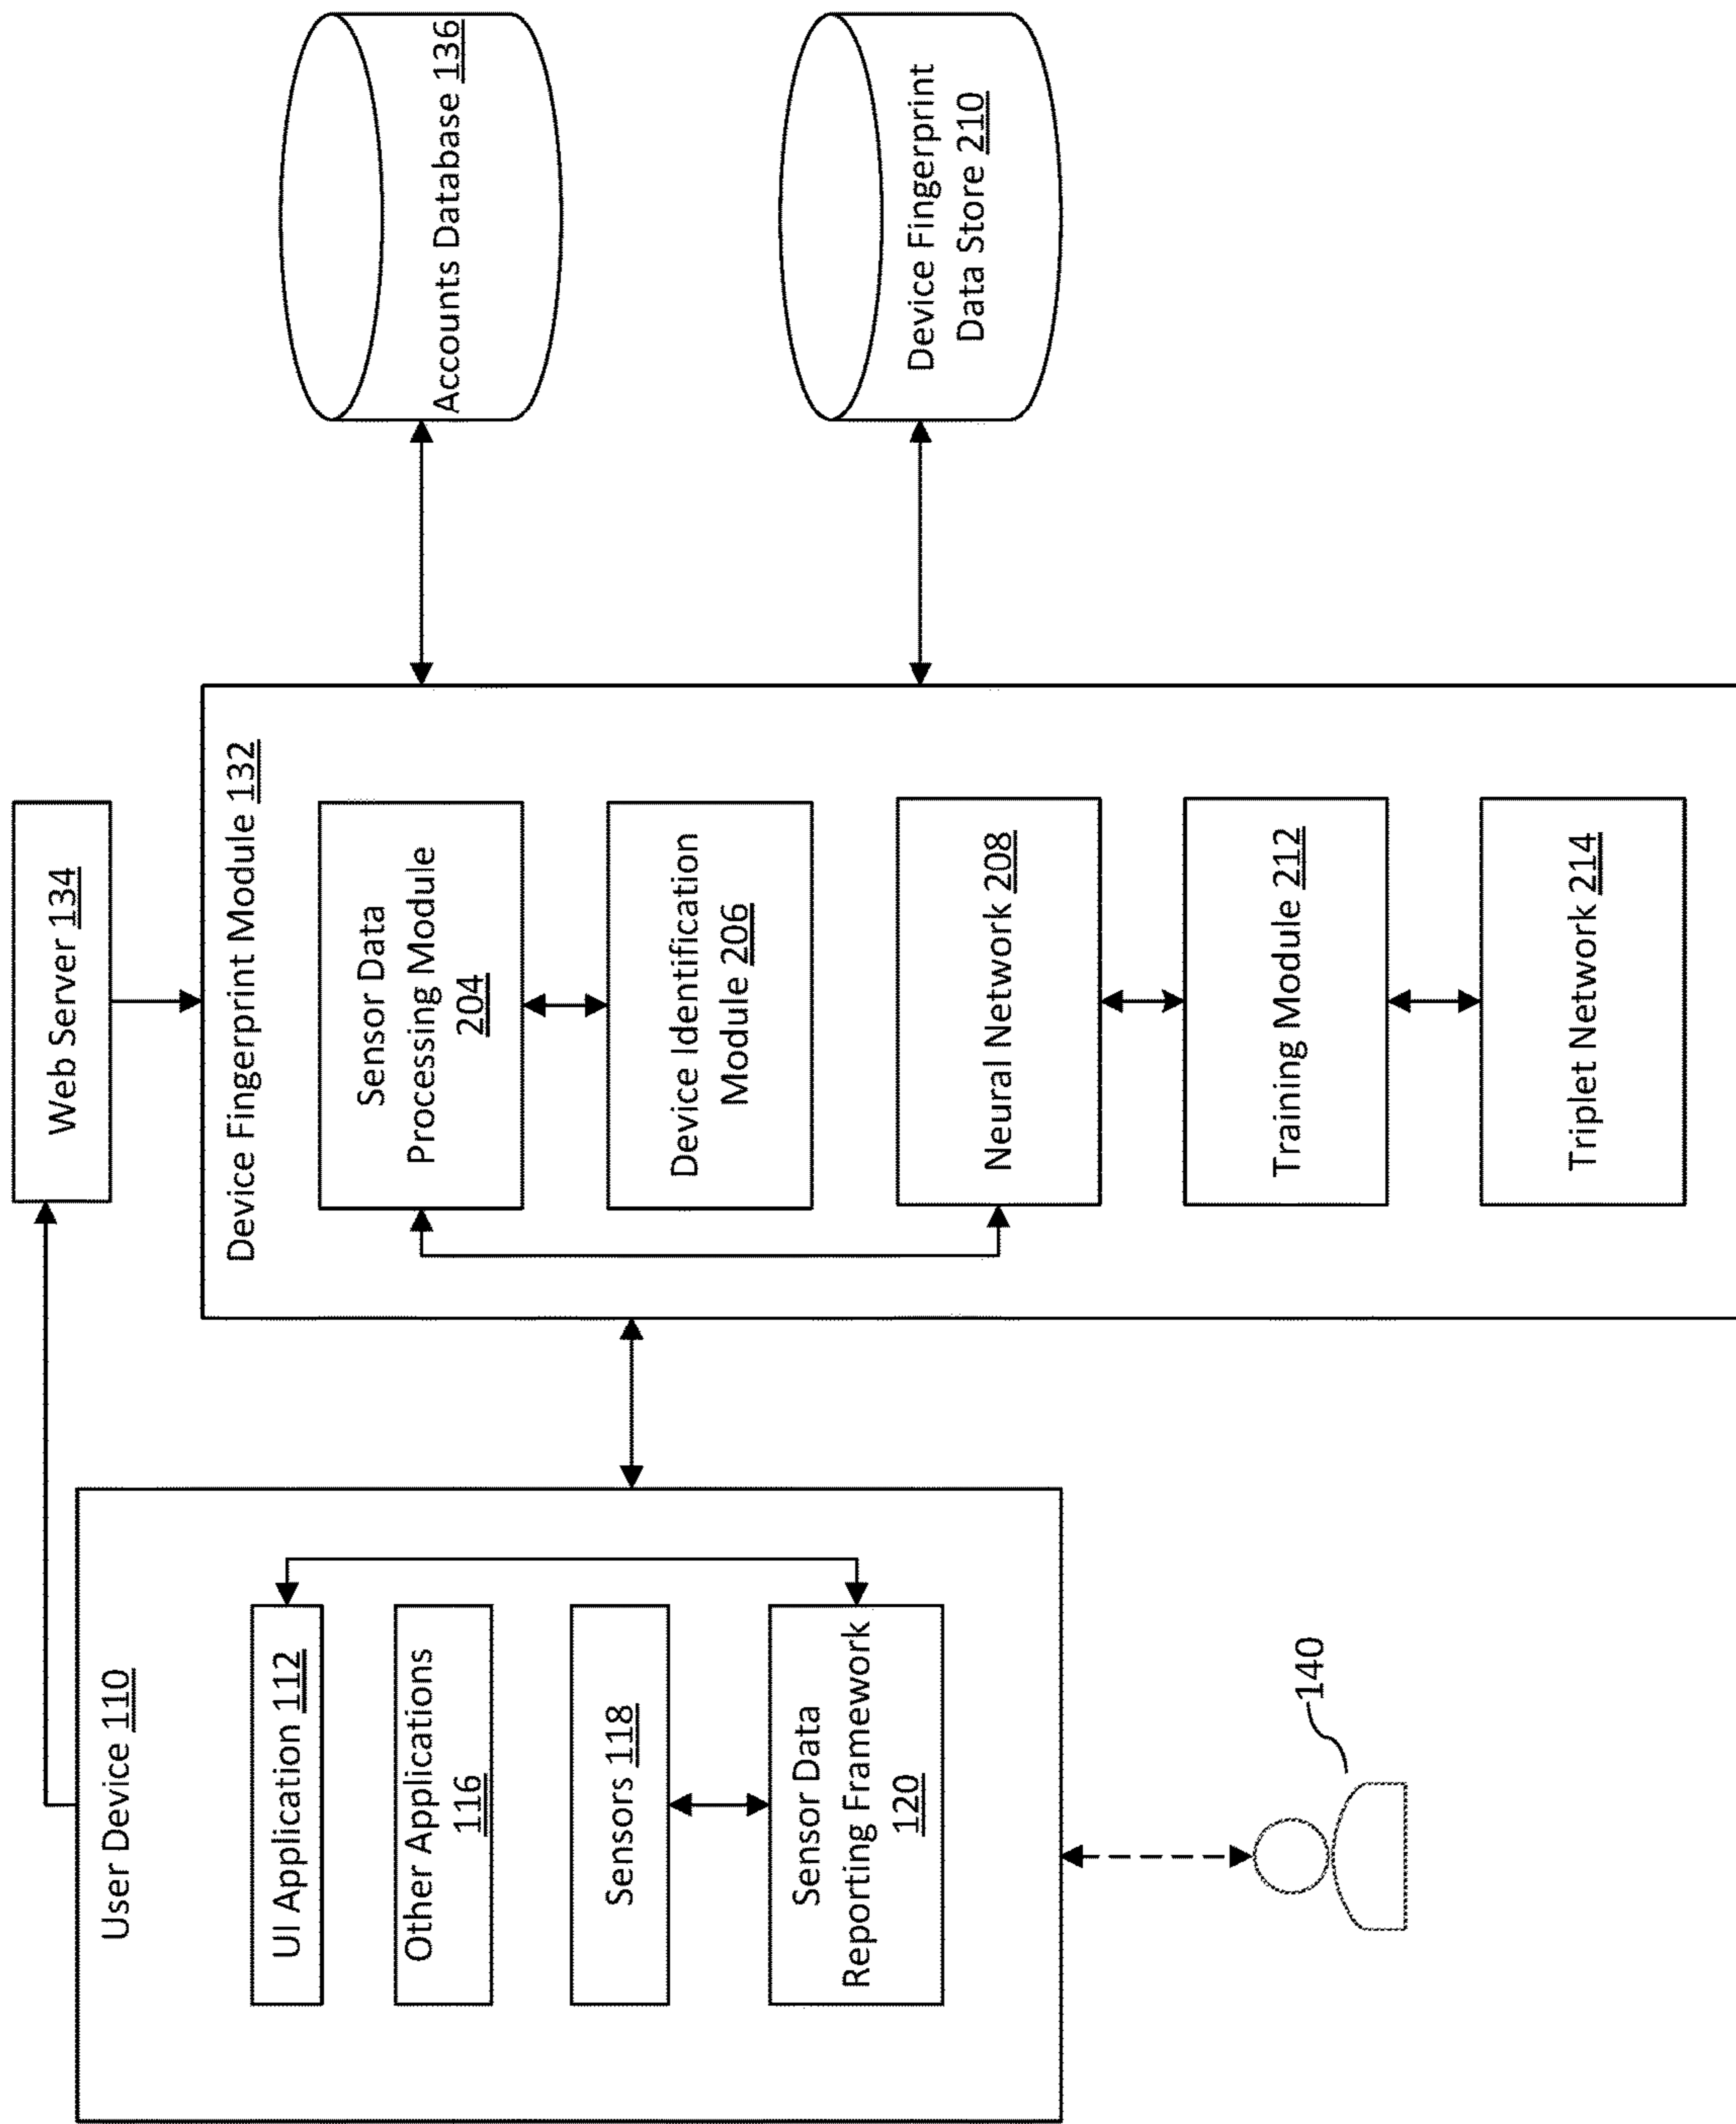 User Device 110
UI Application 112
Other Applications
116
Sensors 118
Sensor Data
Reporting Framework
120
140
Web Server 134
Device Fingerprint Module 132
Sensor Data
Processing Module
204
Device Identification
Module 206
Neural Network 208
Training Module 212
Triplet Network 214
Accounts Database 136
Device Fingerprint
Data Store 210